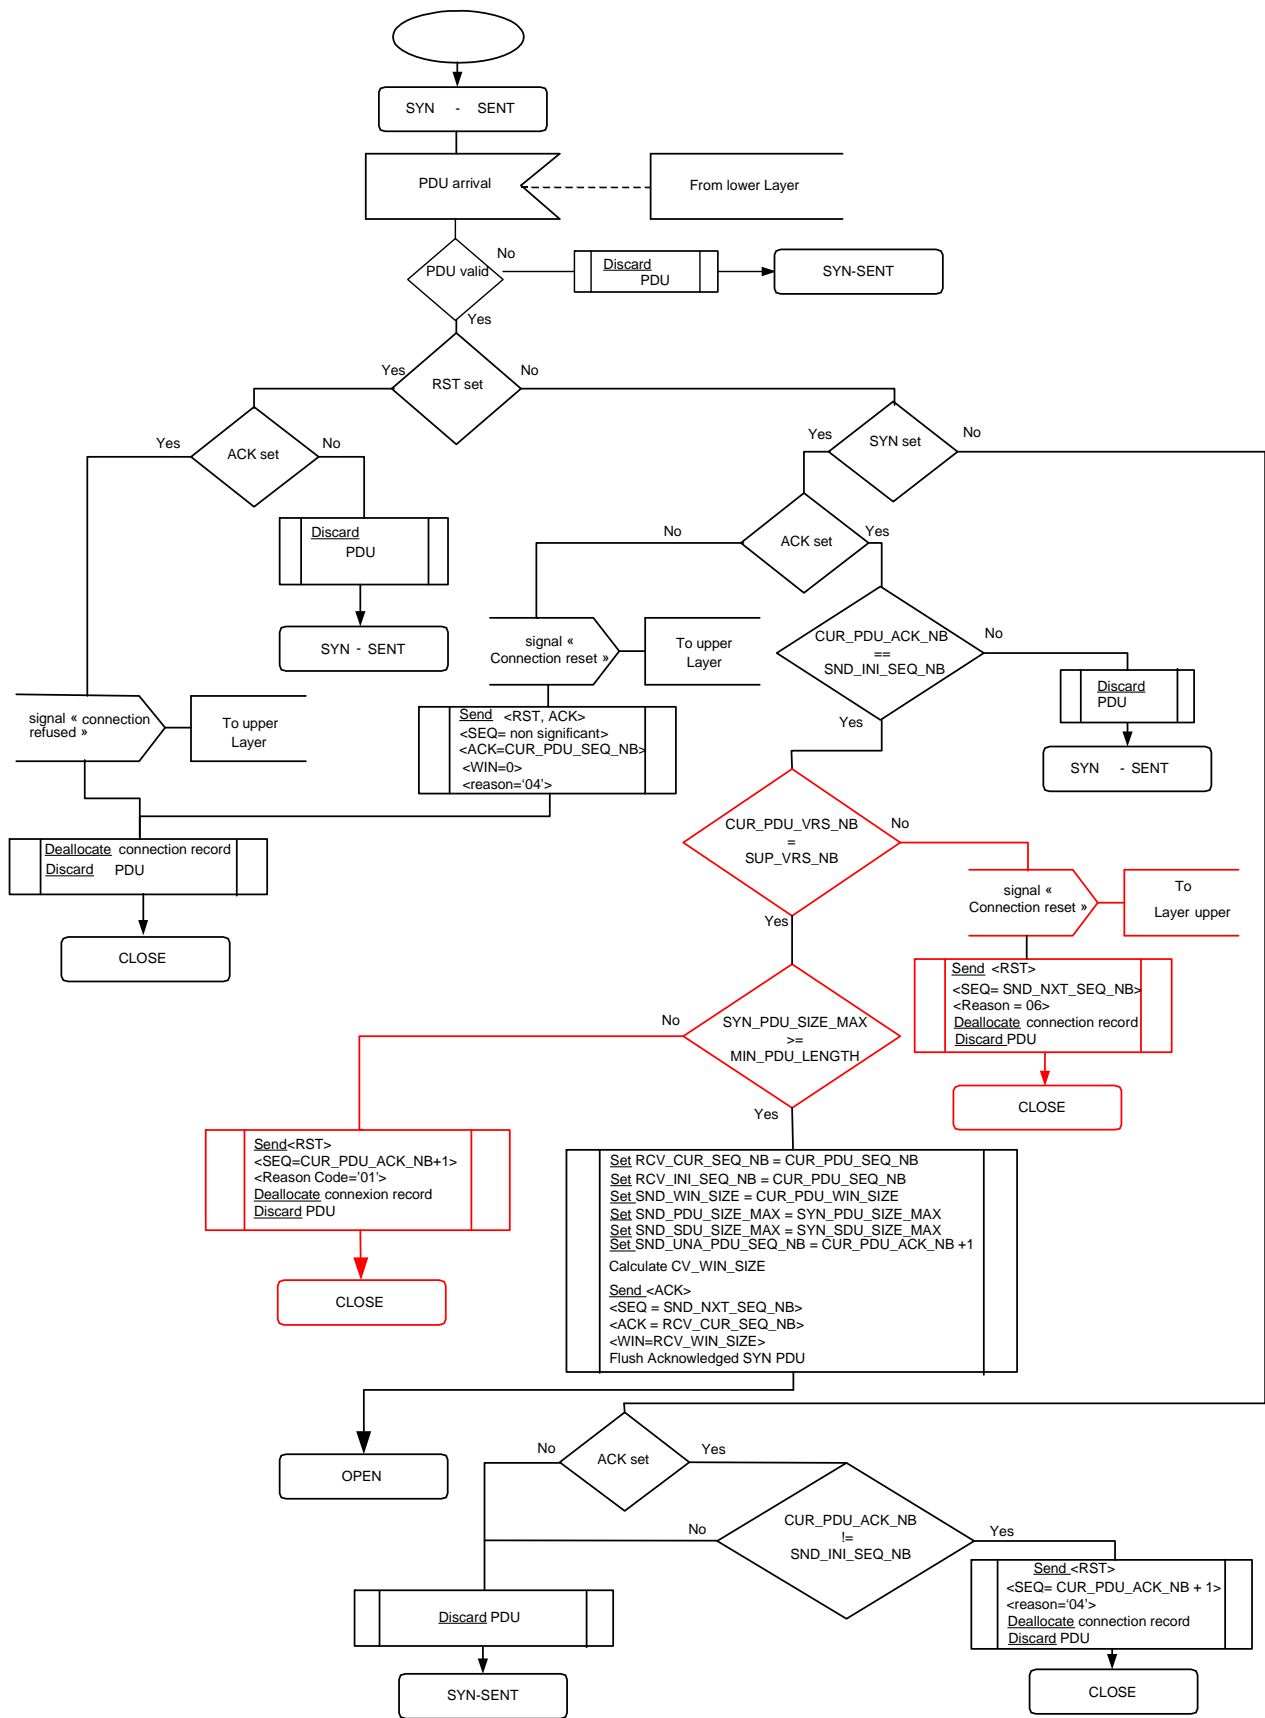 SYN - SENT
PDU arrival
From lower Layer
PDU valid
No
Discard
PDU
SYN-SENT
Yes
RST set
Yes
No
ACK set
Yes
No
SYN set
Yes
No
Discard
PDU
SYN - SENT
ACK set
No
Yes
signal «
Connection reset »
To upper
Layer
CUR_PDU_ACK_NB
==
SND_INI_SEQ_NB
No
Yes
Discard
PDU
SYN - SENT
signal « connection
refused »
To upper
Layer
Send <RST, ACK>
<SEQ= non significant>
<ACK=CUR_PDU_SEQ_NB>
<WIN=0>
<reason=‘04’>
Deallocate connection record
Discard PDU
CLOSE
CUR_PDU_VRS_NB
=
SUP_VRS_NB
No
Yes
signal «
Connection reset »
To
Layer upper
Send <RST>
<SEQ= SND_NXT_SEQ_NB>
<Reason = 06>
Deallocate connection record
Discard PDU
CLOSE
SYN_PDU_SIZE_MAX
>=
MIN_PDU_LENGTH
No
Yes
Send<RST>
<SEQ=CUR_PDU_ACK_NB+1>
<Reason Code=’01’>
Deallocate connexion record
Discard PDU
CLOSE
Set RCV_CUR_SEQ_NB = CUR_PDU_SEQ_NB
Set RCV_INI_SEQ_NB = CUR_PDU_SEQ_NB
Set SND_WIN_SIZE = CUR_PDU_WIN_SIZE
Set SND_PDU_SIZE_MAX = SYN_PDU_SIZE_MAX
Set SND_SDU_SIZE_MAX = SYN_SDU_SIZE_MAX
Set SND_UNA_PDU_SEQ_NB = CUR_PDU_ACK_NB +1
Calculate CV_WIN_SIZE
Send <ACK>
<SEQ = SND_NXT_SEQ_NB>
<ACK = RCV_CUR_SEQ_NB>
<WIN=RCV_WIN_SIZE>
Flush Acknowledged SYN PDU
OPEN
ACK set
No
Yes
CUR_PDU_ACK_NB
!=
SND_INI_SEQ_NB
No
Yes
Discard PDU
SYN-SENT
Send <RST>
<SEQ= CUR_PDU_ACK_NB + 1>
<reason=‘04’>
Deallocate connection record
Discard PDU
CLOSE